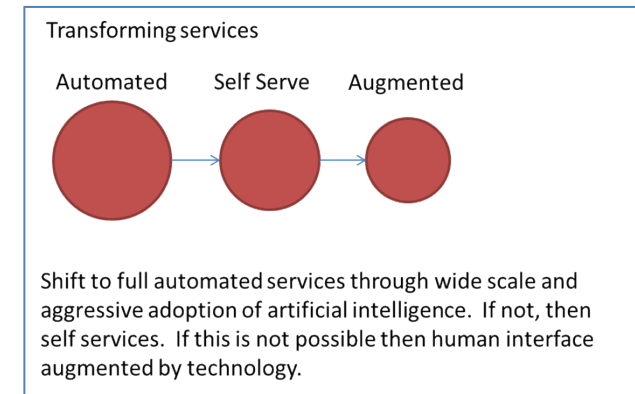 Transforming services
Automated Self Serve Augmented
Shift to full automated services through wide scale and
aggressive adoption of artificial intelligence. If not, then
self services. If this is not possible then human interface
augmented by technology.